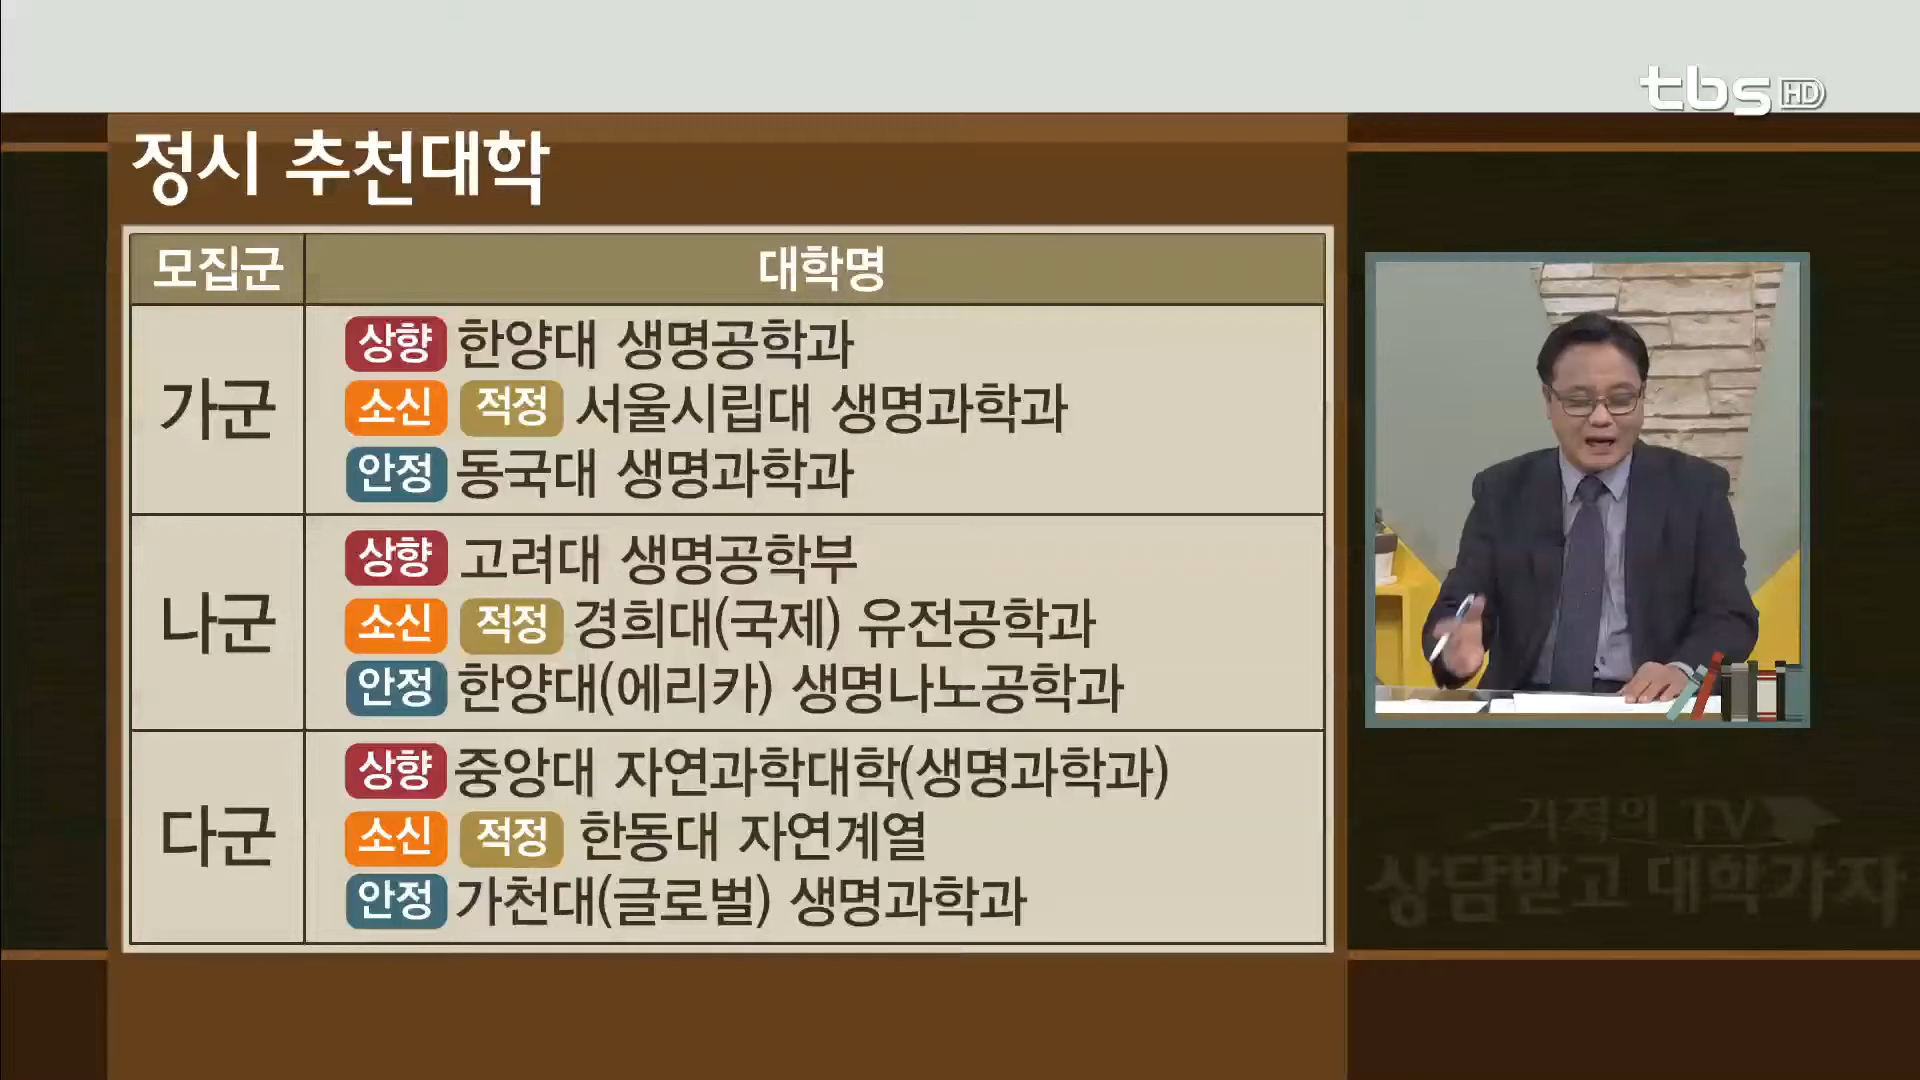 tbs HD
정시 추천대학
모집군 대학명
가군
상향 한양대 생명공학과
소신 적정 서울시립대 생명과학과
안정 동국대 생명과학과
나군
상향 고려대 생명공학부
소신 적정 경희대(국제) 유전공학과
안정 한양대(에리카) 생명나노공학과
다군
상향 중앙대 자연과학대학(생명과학과)
소신 적정 한동대 자연계열
안정 가천대(글로벌) 생명과학과
기적의 TV
상담받고 대학가자